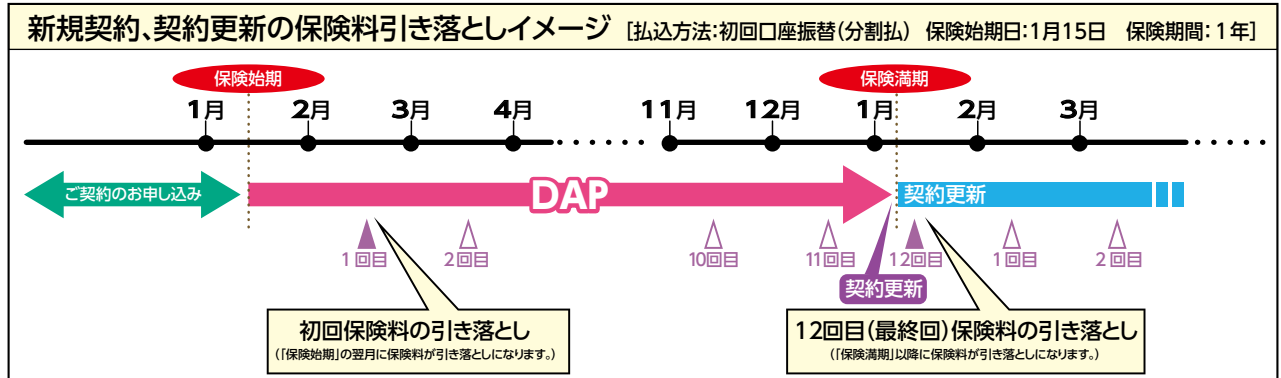 新規契約、契約更新の保険料引き落としイメージ [払込方法:初回口座振替(分割払) 保険始期日:1月15日 保険期間:1年]
保険始期 保険満期
1月 2月 3月 4月 11月 12月 1月 2月 3月
ご契約のお申し込み DAP 契約更新
1回目 2回目 10回目 11回目 12回目 1回目 2回目
契約更新
初回保険料の引き落とし
(「保険始期」の翌月に保険料が引き落としになります。)
12回目(最終回)保険料の引き落とし
(「保険満期」以降に保険料が引き落としになります。)